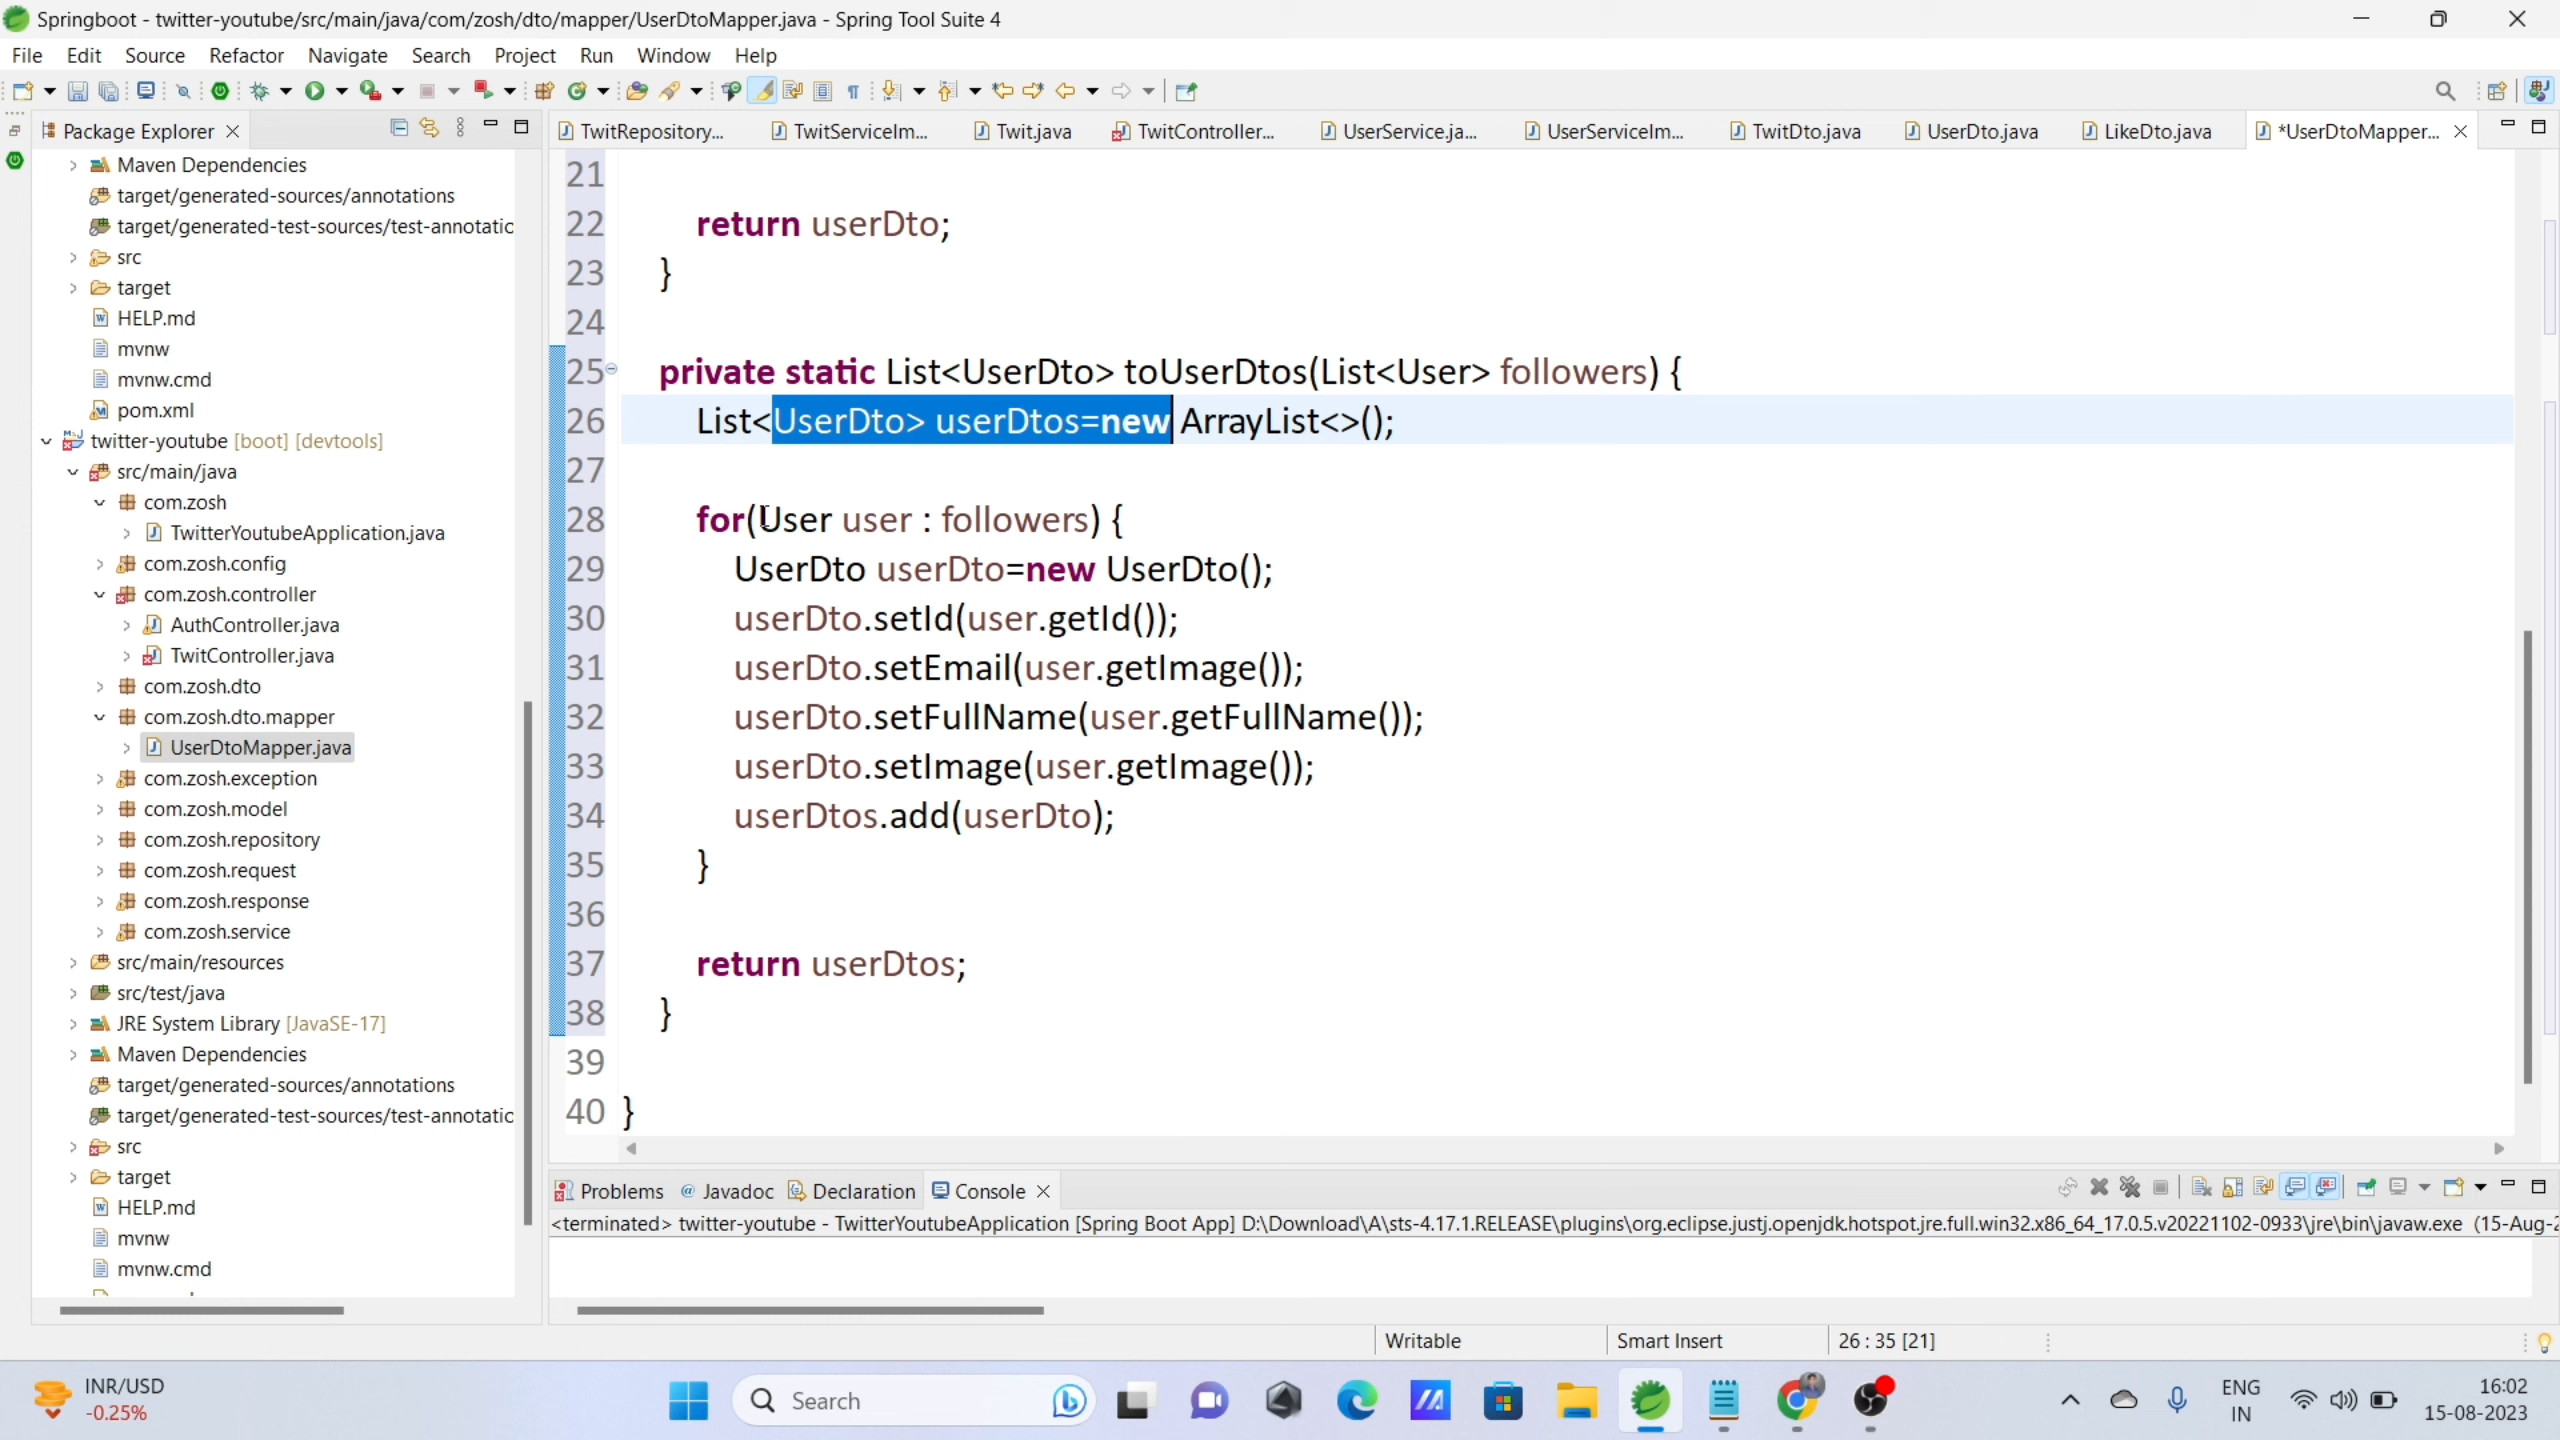 Springboot - twitter-youtube/src/main/java/com/zosh/dto/mapper/UserDtoMapper.java - Spring Tool Suite 4
File Edit Source Refactor Navigate Search Project Run Window Help
Package Explorer
TwitRepository... TwitServiceIm... Twit.java TwitController... UserService.ja... UserServiceIm... TwitDto.java UserDto.java LikeDto.java *UserDtoMapper...
Maven Dependencies
target/generated-sources/annotations
target/generated-test-sources/test-annotatic
src
target
HELP.md
mvnw
mvnw.cmd
pom.xml
twitter-youtube [boot] [devtools]
src/main/java
com.zosh
TwitterYoutubeApplication.java
com.zosh.config
com.zosh.controller
AuthController.java
TwitController.java
com.zosh.dto
com.zosh.dto.mapper
UserDtoMapper.java
com.zosh.exception
com.zosh.model
com.zosh.repository
com.zosh.request
com.zosh.response
com.zosh.service
src/main/resources
src/test/java
JRE System Library [JavaSE-17]
Maven Dependencies
target/generated-sources/annotations
target/generated-test-sources/test-annotatic
src
target
HELP.md
mvnw
mvnw.cmd
21
22 return userDto;
23 }
24
25 private static List<UserDto> toUserDtos(List<User> followers) {
26 List<UserDto> userDtos=new ArrayList<>();
27
28 for(User user : followers) {
29 UserDto userDto=new UserDto();
30 userDto.setId(user.getId());
31 userDto.setEmail(user.getImage());
32 userDto.setFullName(user.getFullName());
33 userDto.setImage(user.getImage());
34 userDtos.add(userDto);
35 }
36
37 return userDtos;
38 }
39
40 }
Problems Javadoc Declaration Console
<terminated> twitter-youtube - TwitterYoutubeApplication [Spring Boot App] D:\Download\A\sts-4.17.1.RELEASE\plugins\org.eclipse.justj.openjdk.hotspot.jre.full.win32.x86_64_17.0.5.v20221102-0933\jre\bin\javaw.exe (15-Aug-2
Writable Smart Insert 26 : 35 [21]
INR/USD
-0.25%
Search
ENG
IN
16:02
15-08-2023